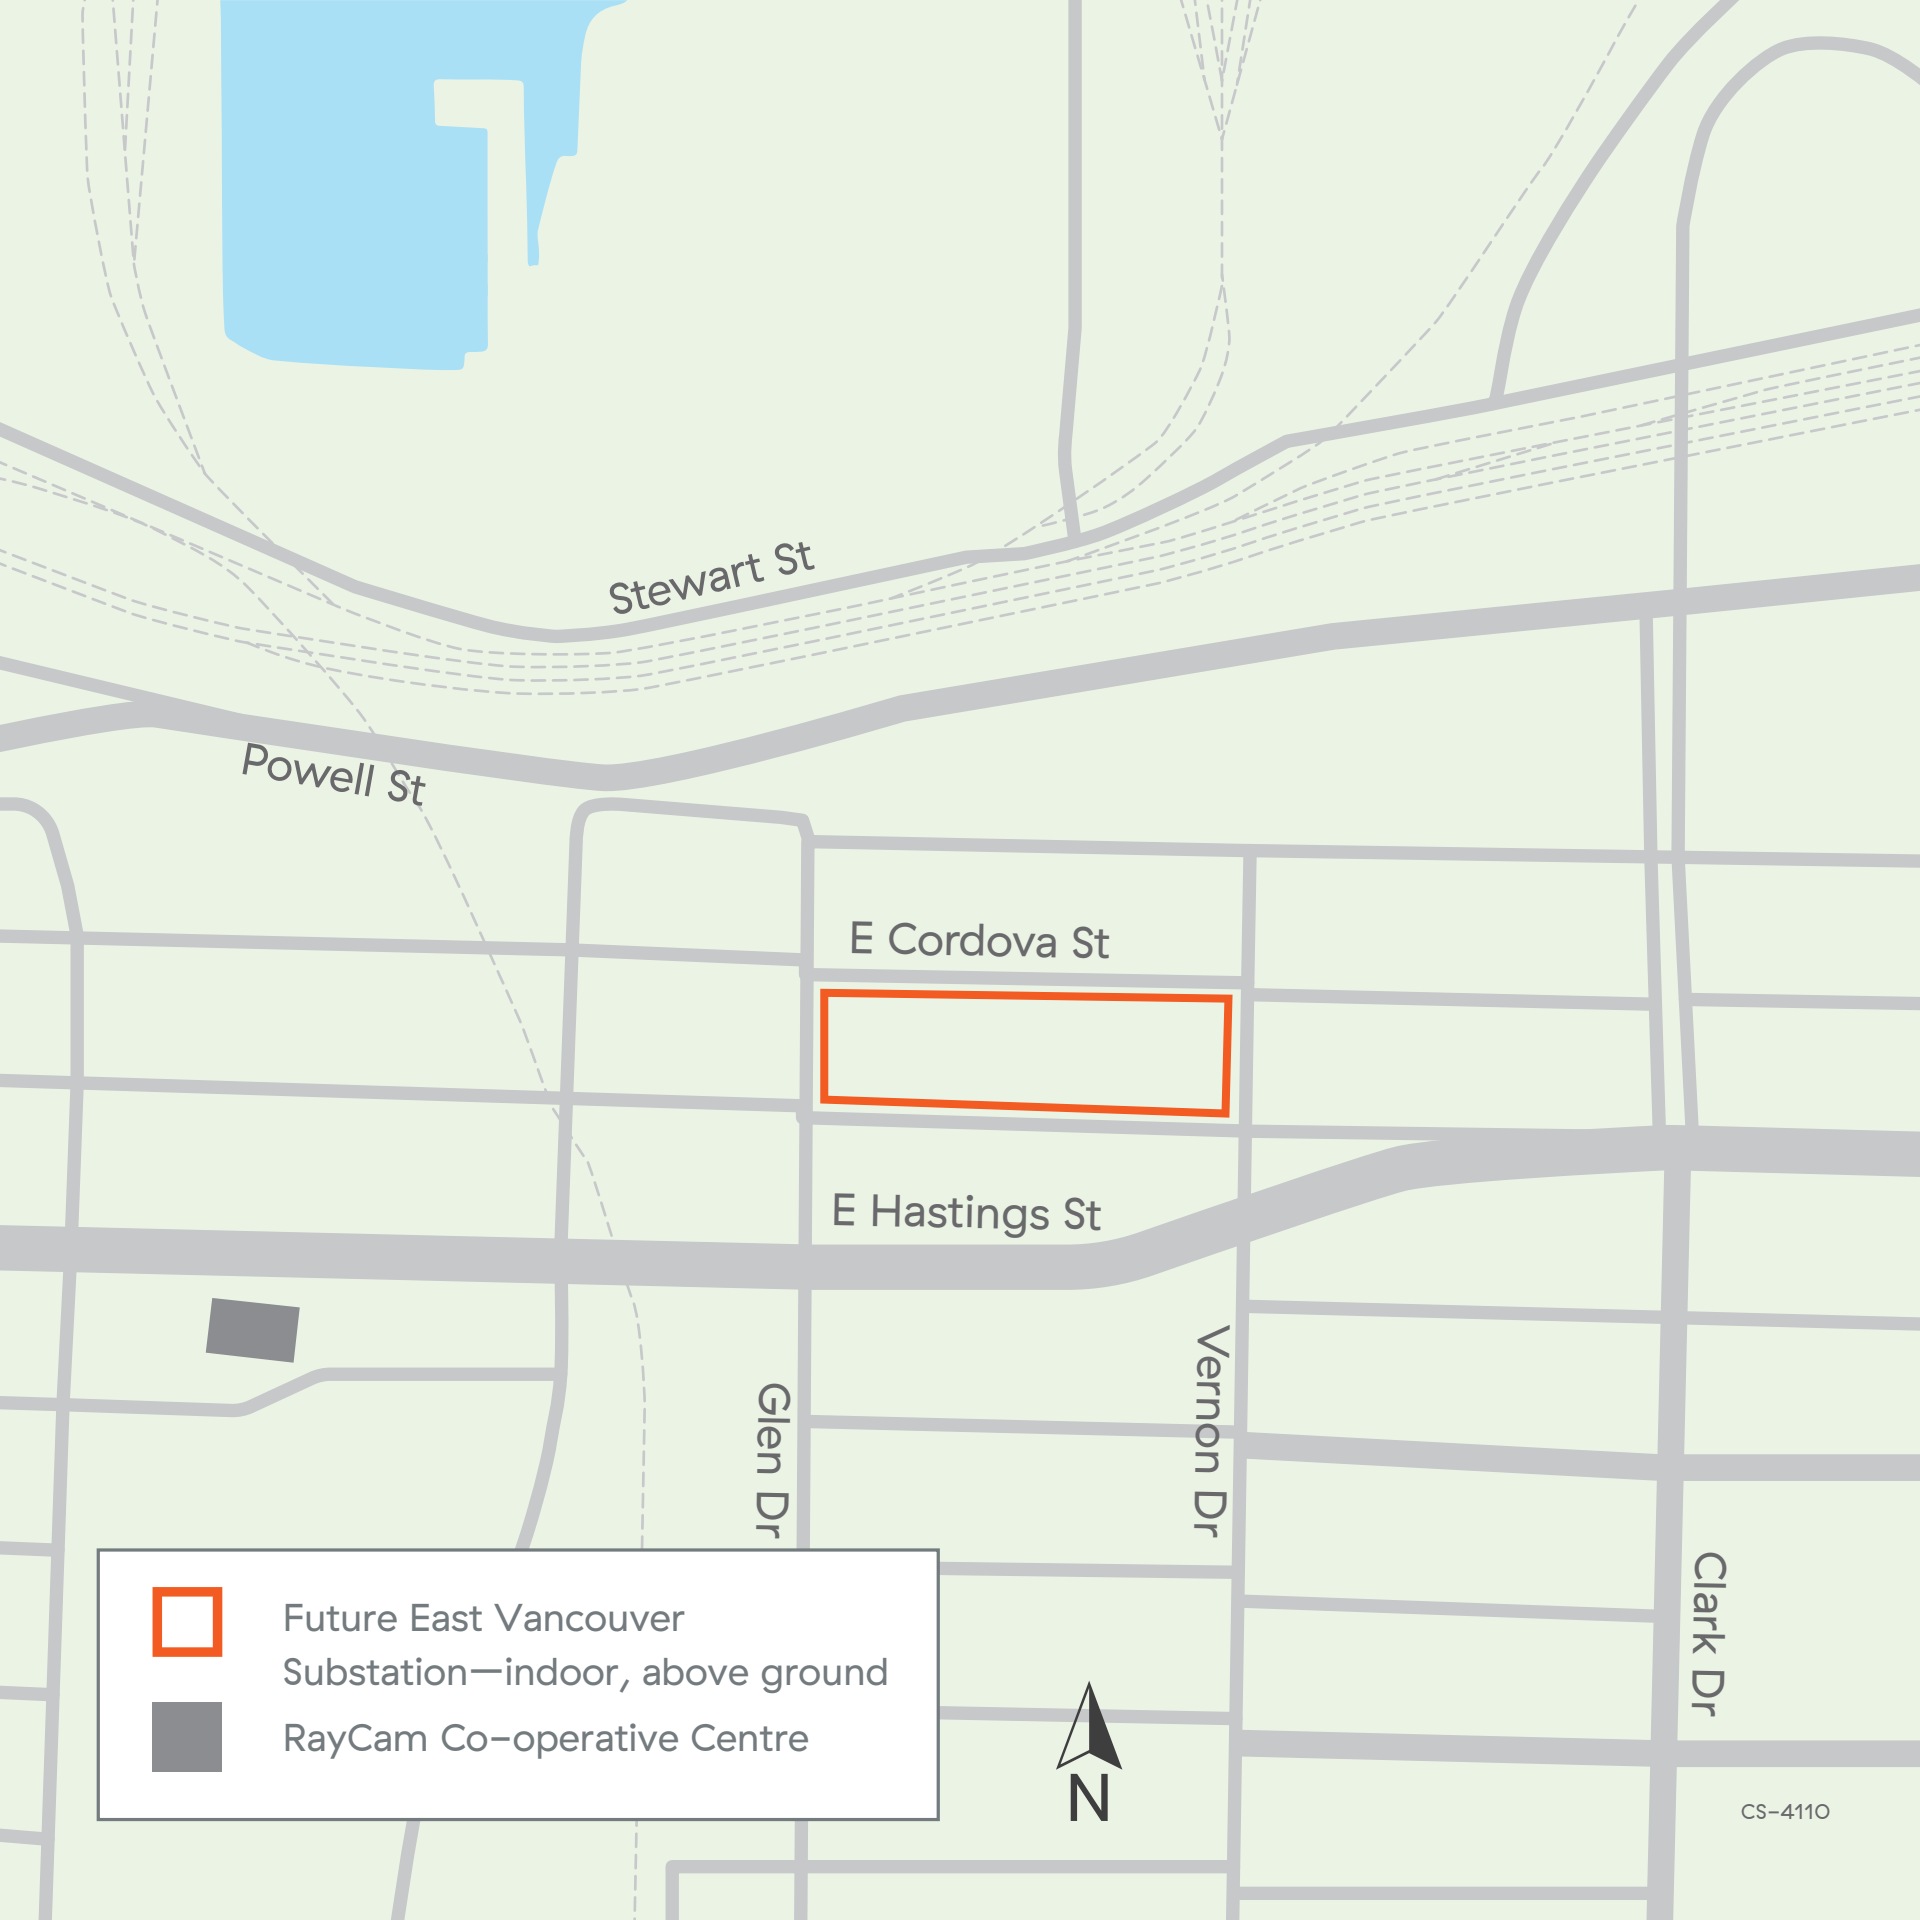 Stewart St
Powell St
E Cordova St
E Hastings St
Glen Dr
Vernon Dr
Clark Dr
Future East Vancouver
Substation—indoor, above ground
RayCam Co-operative Centre
N
CS-4110